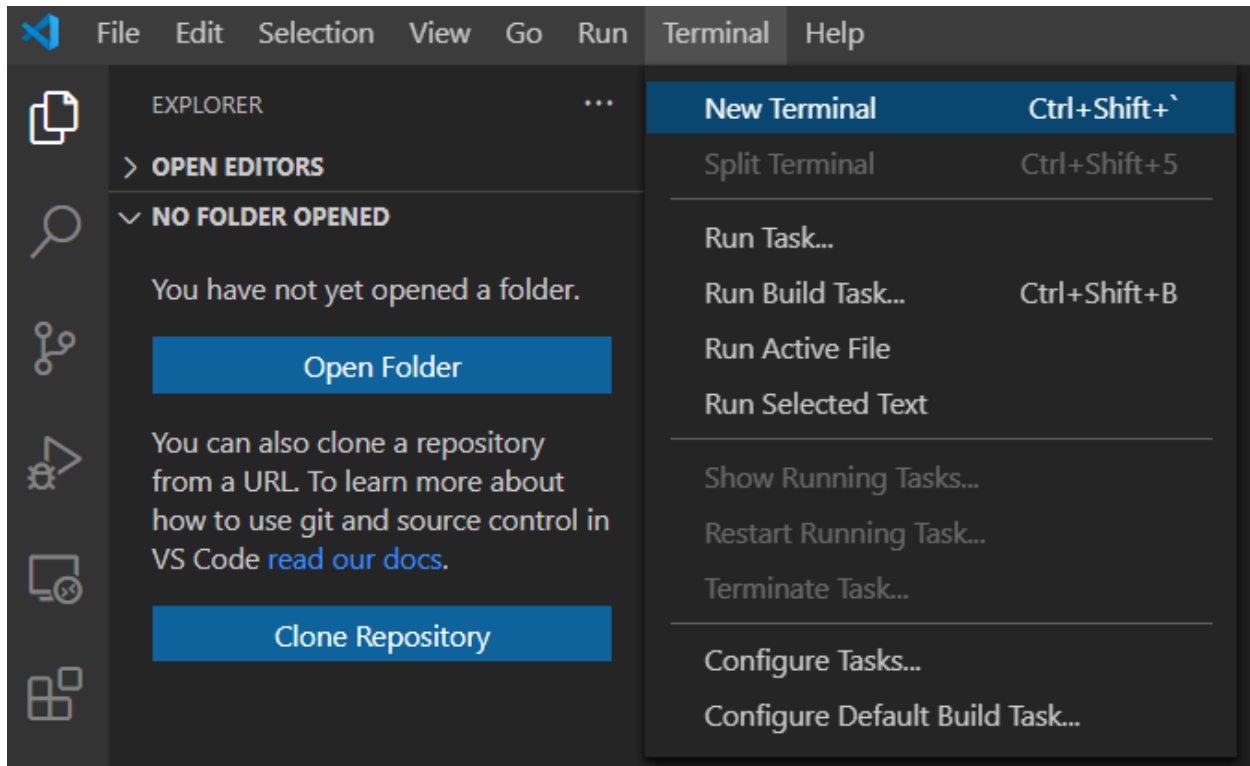 File Edit Selection View Go Run Terminal Help
EXPLORER ···
OPEN EDITORS
NO FOLDER OPENED
You have not yet opened a folder.
Open Folder
You can also clone a repository
from a URL. To learn more about
how to use git and source control in
VS Code read our docs.
Clone Repository
New Terminal Ctrl+Shift+`
Split Terminal Ctrl+Shift+5
Run Task...
Run Build Task... Ctrl+Shift+B
Run Active File
Run Selected Text
Show Running Tasks...
Restart Running Task...
Terminate Task...
Configure Tasks...
Configure Default Build Task...